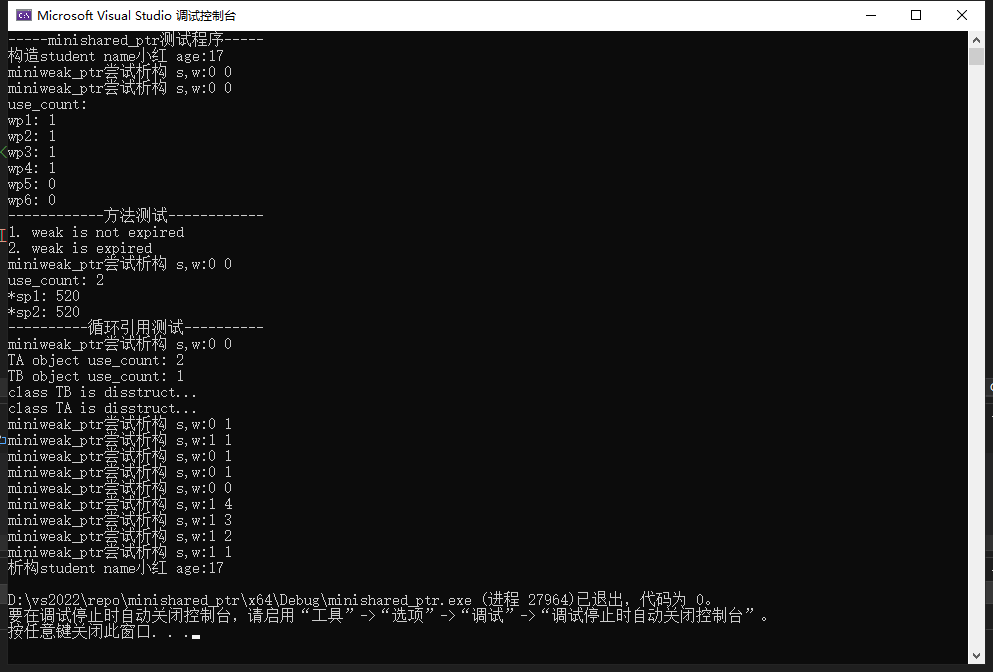 Microsoft Visual Studio 调试控制台
-----minishared_ptr测试程序-----
构造student name小红 age:17
miniweak_ptr尝试析构 s,w:0 0
miniweak_ptr尝试析构 s,w:0 0
use_count:
wp1: 1
wp2: 1
wp3: 1
wp4: 1
wp5: 0
wp6: 0
------------方法测试------------
1. weak is not expired
2. weak is expired
miniweak_ptr尝试析构 s,w:0 0
use_count: 2
*sp1: 520
*sp2: 520
----------循环引用测试----------
miniweak_ptr尝试析构 s,w:0 0
TA object use_count: 2
TB object use_count: 1
class TB is disstruct...
class TA is disstruct...
miniweak_ptr尝试析构 s,w:0 1
miniweak_ptr尝试析构 s,w:1 1
miniweak_ptr尝试析构 s,w:0 1
miniweak_ptr尝试析构 s,w:0 1
miniweak_ptr尝试析构 s,w:0 0
miniweak_ptr尝试析构 s,w:1 4
miniweak_ptr尝试析构 s,w:1 3
miniweak_ptr尝试析构 s,w:1 2
miniweak_ptr尝试析构 s,w:1 1
析构student name小红 age:17
D:\vs2022\repo\minishared_ptr\x64\Debug\minishared_ptr.exe (进程 27964)已退出，代码为 0。
要在调试停止时自动关闭控制台，请启用“工具”->“选项”->“调试”->“调试停止时自动关闭控制台”。
按任意键关闭此窗口. . .